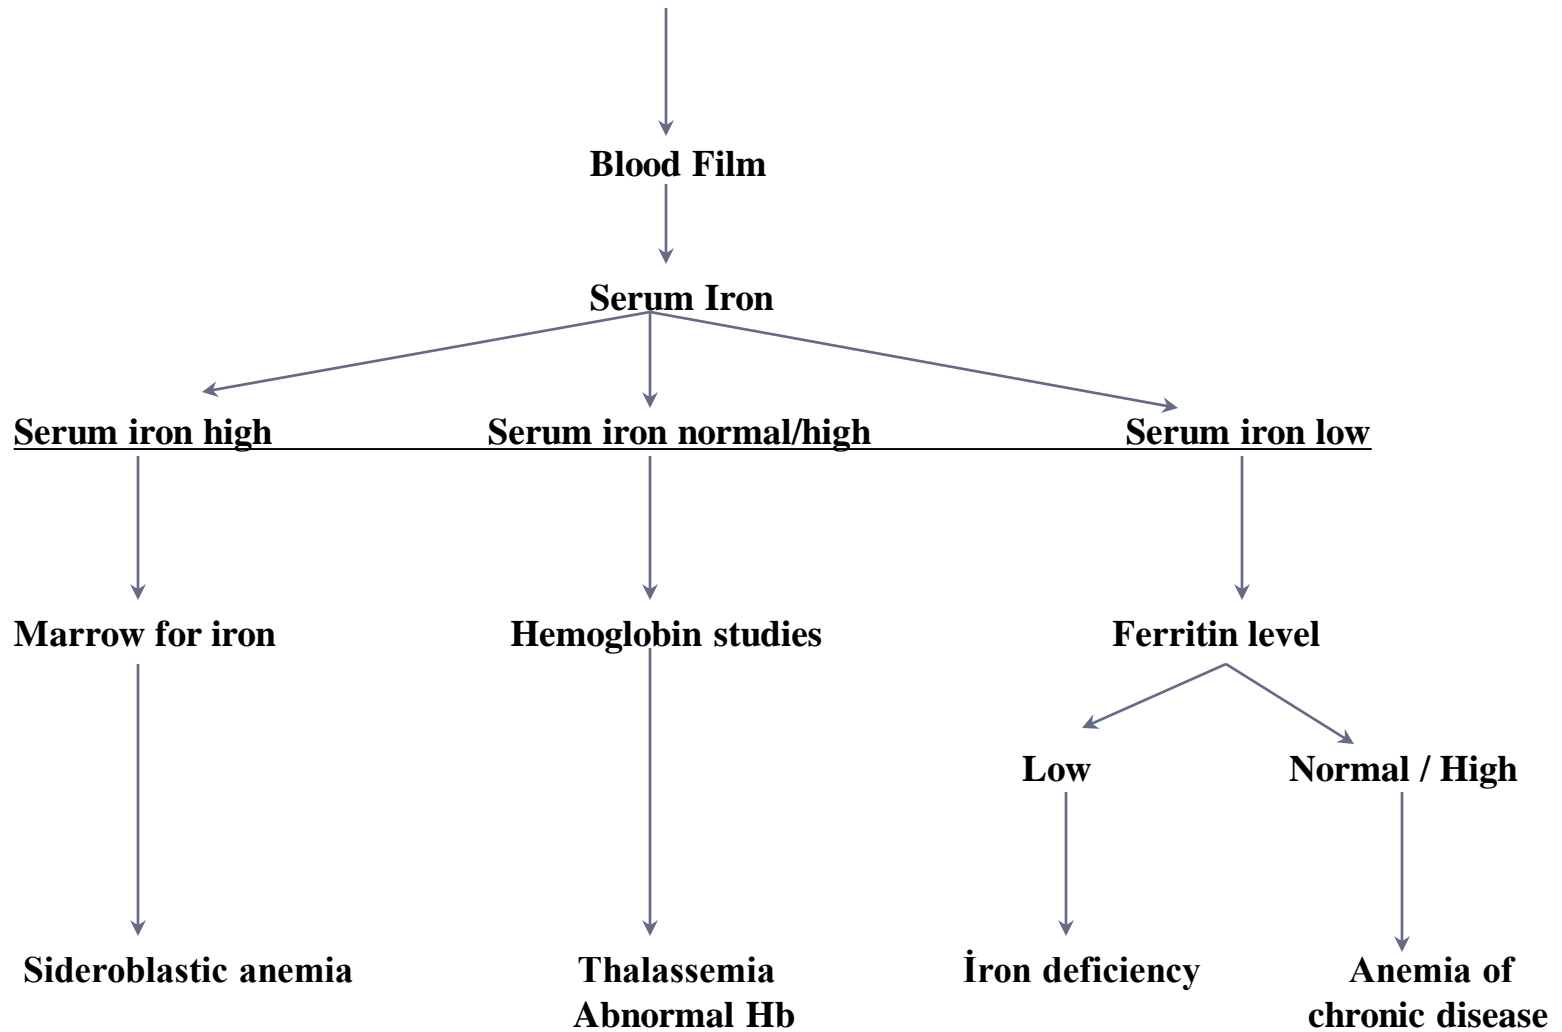 Blood Film
Serum Iron
Serum iron high Serum iron normal/high Serum iron low
Marrow for iron Hemoglobin studies Ferritin level
Low Normal / High
Sideroblastic anemia Thalassemia İron deficiency Anemia of
Abnormal Hb chronic disease